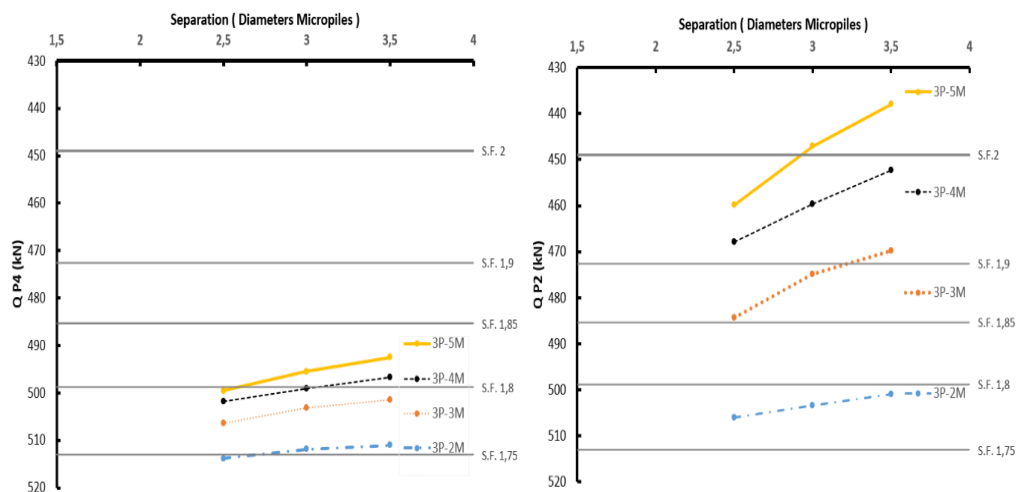 Separation ( Diameters Micropiles )
1,5 2 2,5 3 3,5 4
430
440
450
460
470
480
490
500
510
520
Q P4 (kN)
S.F. 2
S.F. 1,9
S.F. 1,85
S.F. 1,8
S.F. 1,75
3P-5M
3P-4M
3P-3M
3P-2M
Separation ( Diameters Micropiles )
1,5 2 2,5 3 3,5 4
430
440
450
460
470
480
490
500
510
520
Q P2 (kN)
3P-5M
S.F.2
3P-4M
S.F. 1,9
3P-3M
S.F. 1,85
S.F. 1,8
3P-2M
S.F. 1,75